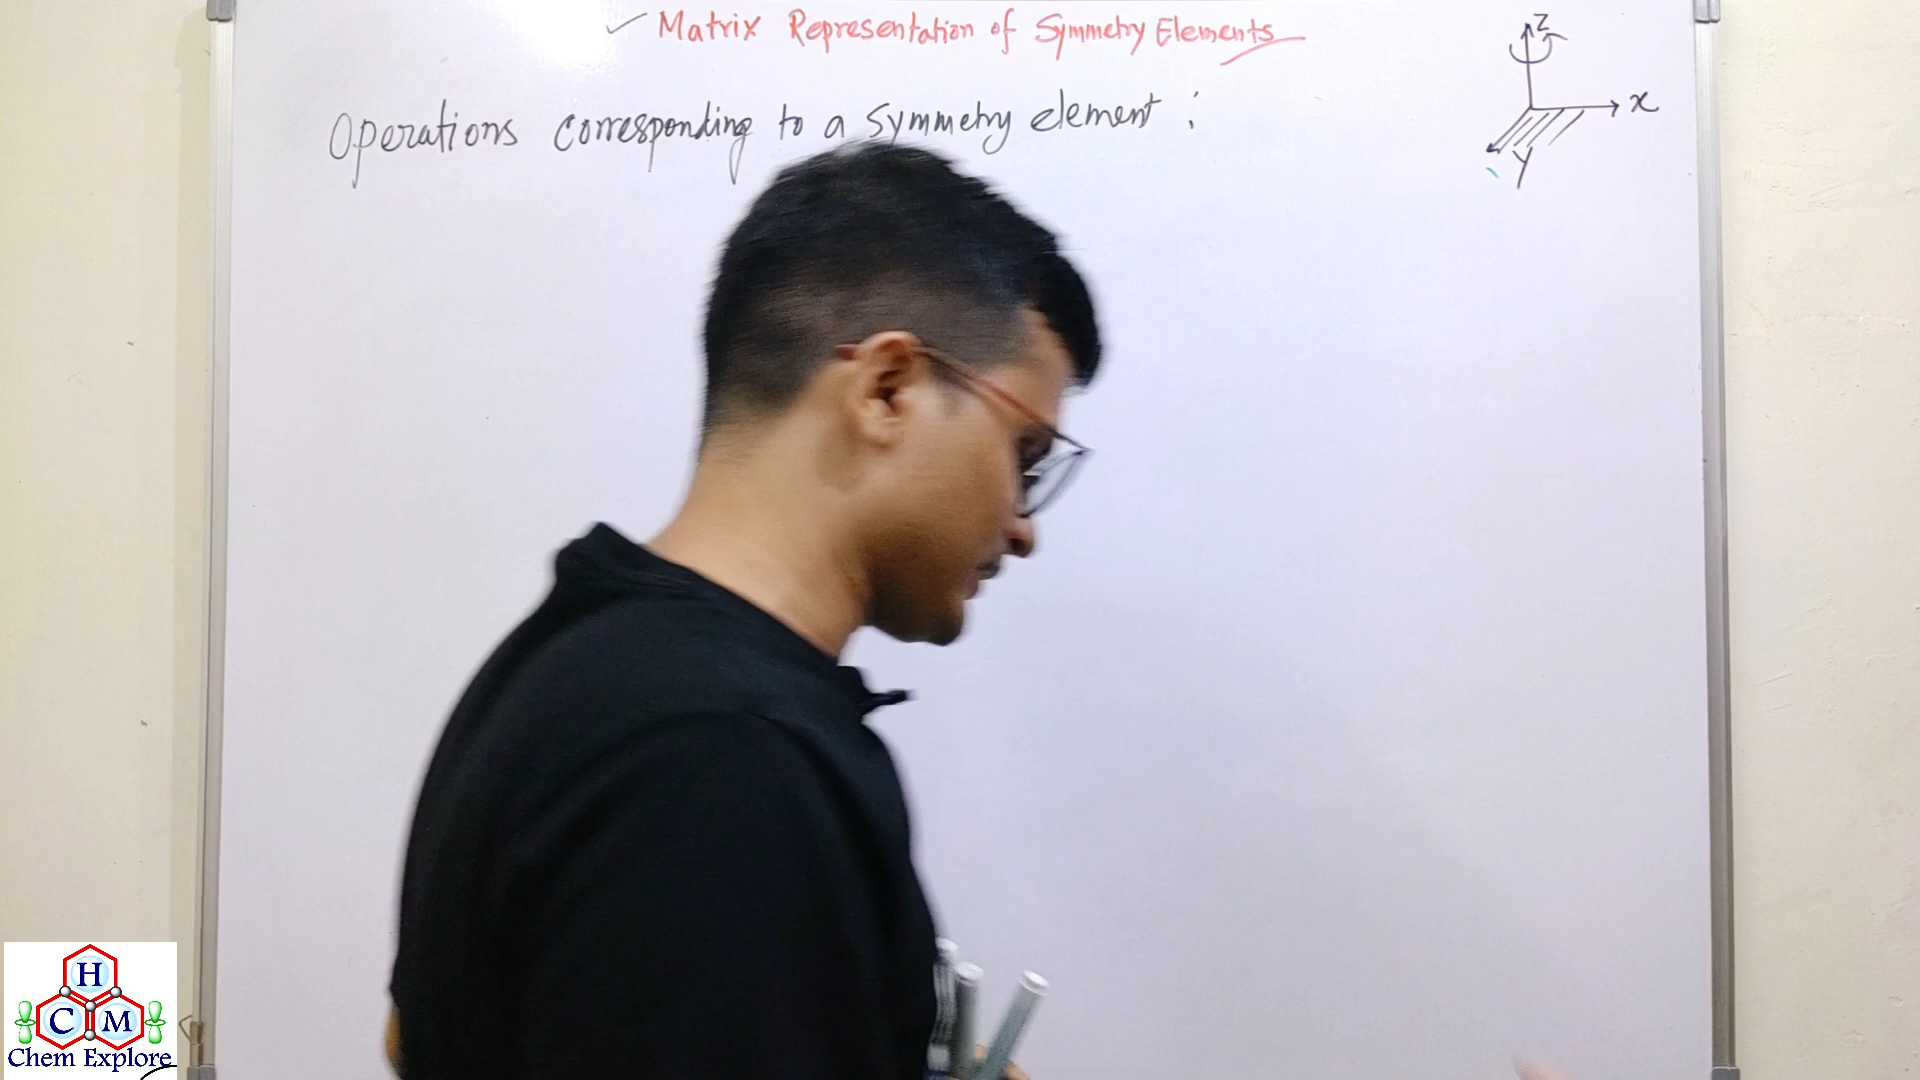 Matrix Representation of Symmetry Elements
Operations corresponding to a symmetry element :
Z
x
y
H
C M
Chem Explore